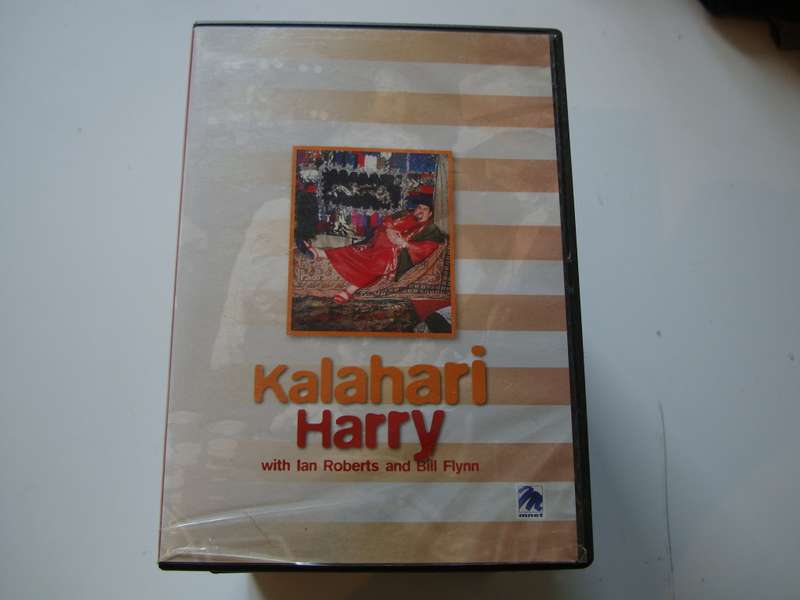 Kalahari
Harry
with Ian Roberts and Bill Flynn
mnet